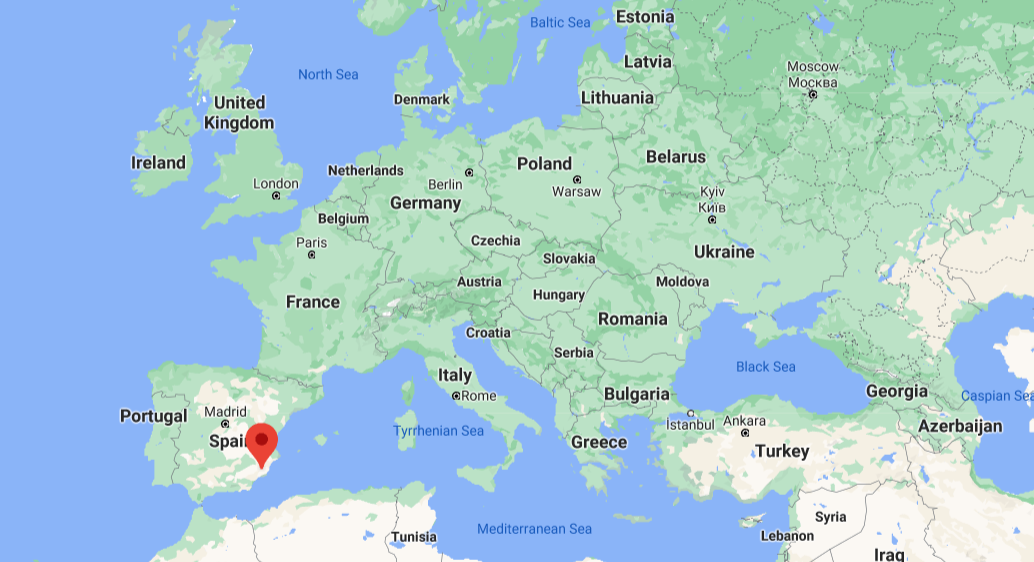 Estonia
Baltic Sea
Latvia
Moscow
Москва
North Sea
Denmark
Lithuania
United
Kingdom
Ireland
Belarus
Poland
Netherlands
Berlin
Warsaw
London
Kyiv
Київ
Germany
Belgium
Paris
Czechia
Ukraine
Slovakia
Austria
Moldova
Hungary
France
Romania
Croatia
Serbia
Black Sea
Italy
Rome
Bulgaria
Georgia
Caspian Sea
Portugal
Madrid
İstanbul
Ankara
Azerbaijan
Tyrrhenian Sea
Spain
Greece
Turkey
Syria
Mediterranean Sea
Tunisia
Lebanon
Iraq